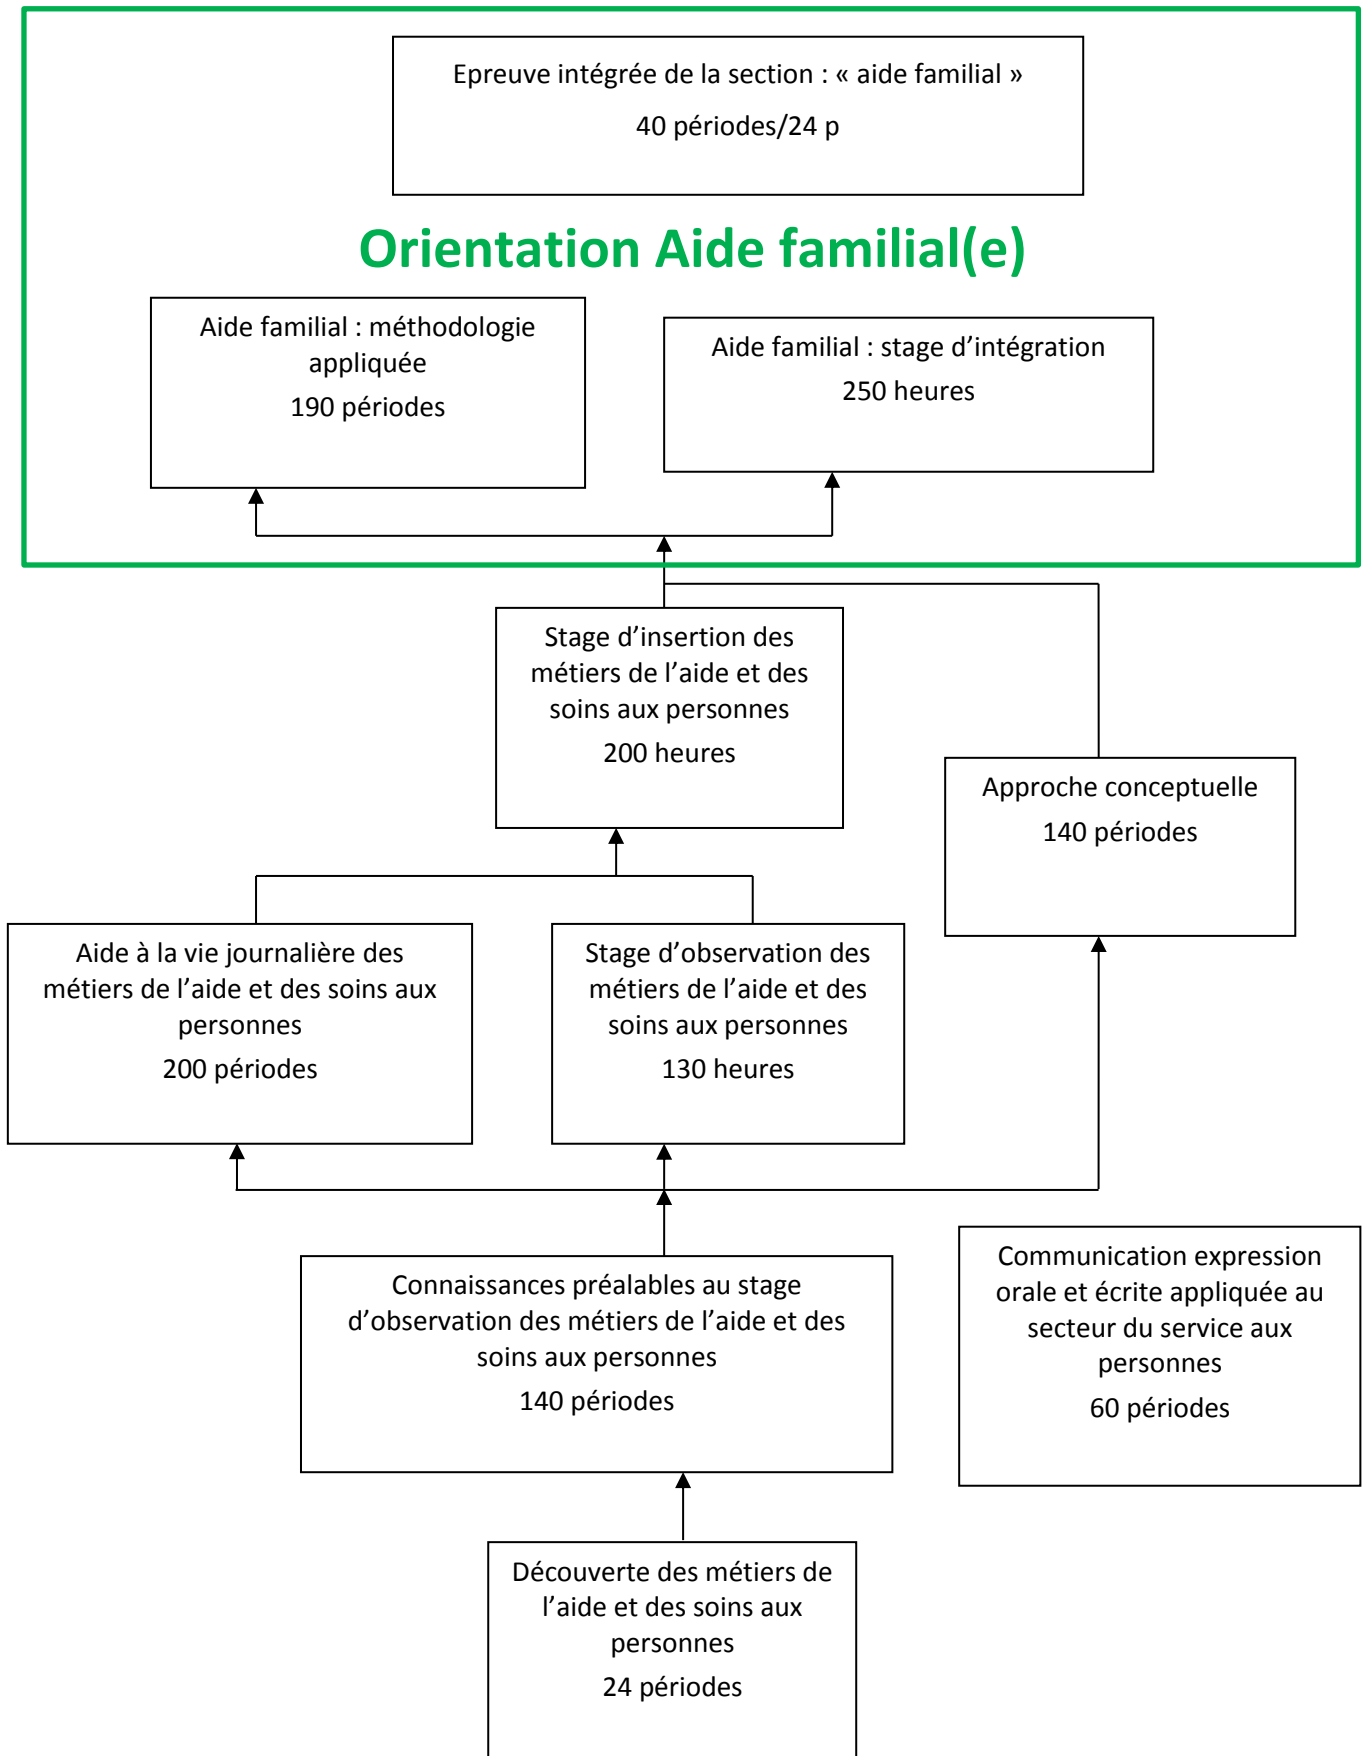 Epreuve intégrée de la section : « aide familial »
40 périodes/24 p
Orientation Aide familial(e)
Aide familial : méthodologie
appliquée
190 périodes
Aide familial : stage d’intégration
250 heures
Stage d’insertion des
métiers de l’aide et des
soins aux personnes
200 heures
Approche conceptuelle
140 périodes
Aide à la vie journalière des
métiers de l’aide et des soins aux
personnes
200 périodes
Stage d’observation des
métiers de l’aide et des
soins aux personnes
130 heures
Connaissances préalables au stage
d’observation des métiers de l’aide et des
soins aux personnes
140 périodes
Communication expression
orale et écrite appliquée au
secteur du service aux
personnes
60 périodes
Découverte des métiers de
l’aide et des soins aux
personnes
24 périodes